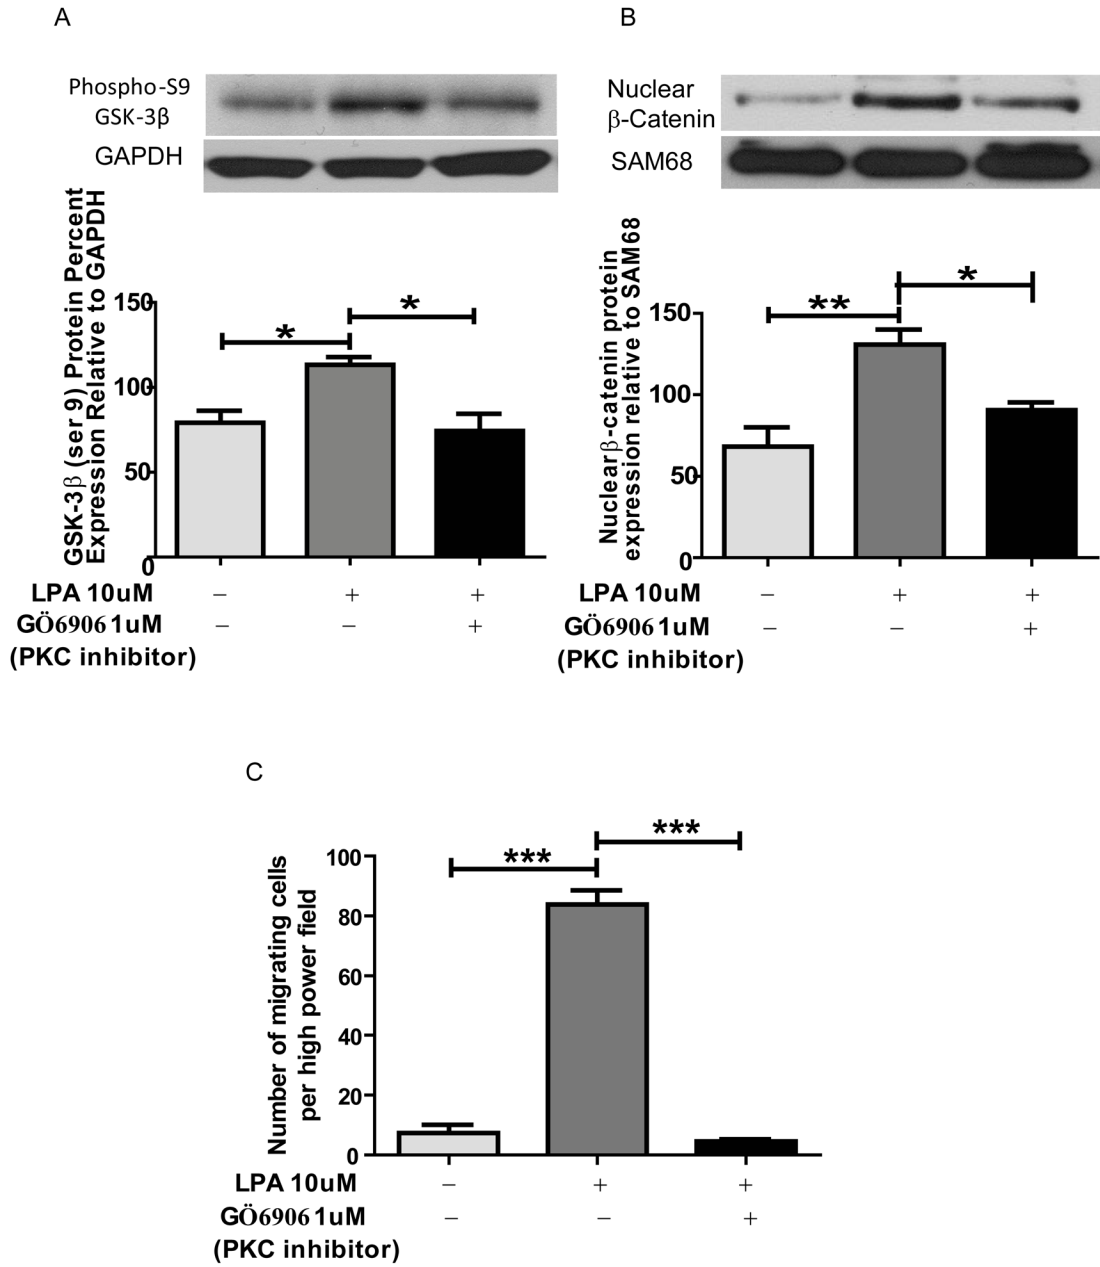 A
Phospho-S9
GSK-3β
GAPDH
GSK-3β (ser 9) Protein Percent
Expression Relative to GAPDH
150
100
50
0
*
*
LPA 10uM
– + +
GÖ6906 1uM
– – +
(PKC inhibitor)
B
Nuclear
β-Catenin
SAM68
Nuclearβ-catenin protein
expression relative to SAM68
150
100
50
0
**
*
LPA 10uM
– + +
GÖ6906 1uM
– – +
(PKC inhibitor)
C
Number of migrating cells
per high power field
100
80
60
40
20
0
***
***
LPA 10uM
– + +
GÖ6906 1uM
– – +
(PKC inhibitor)